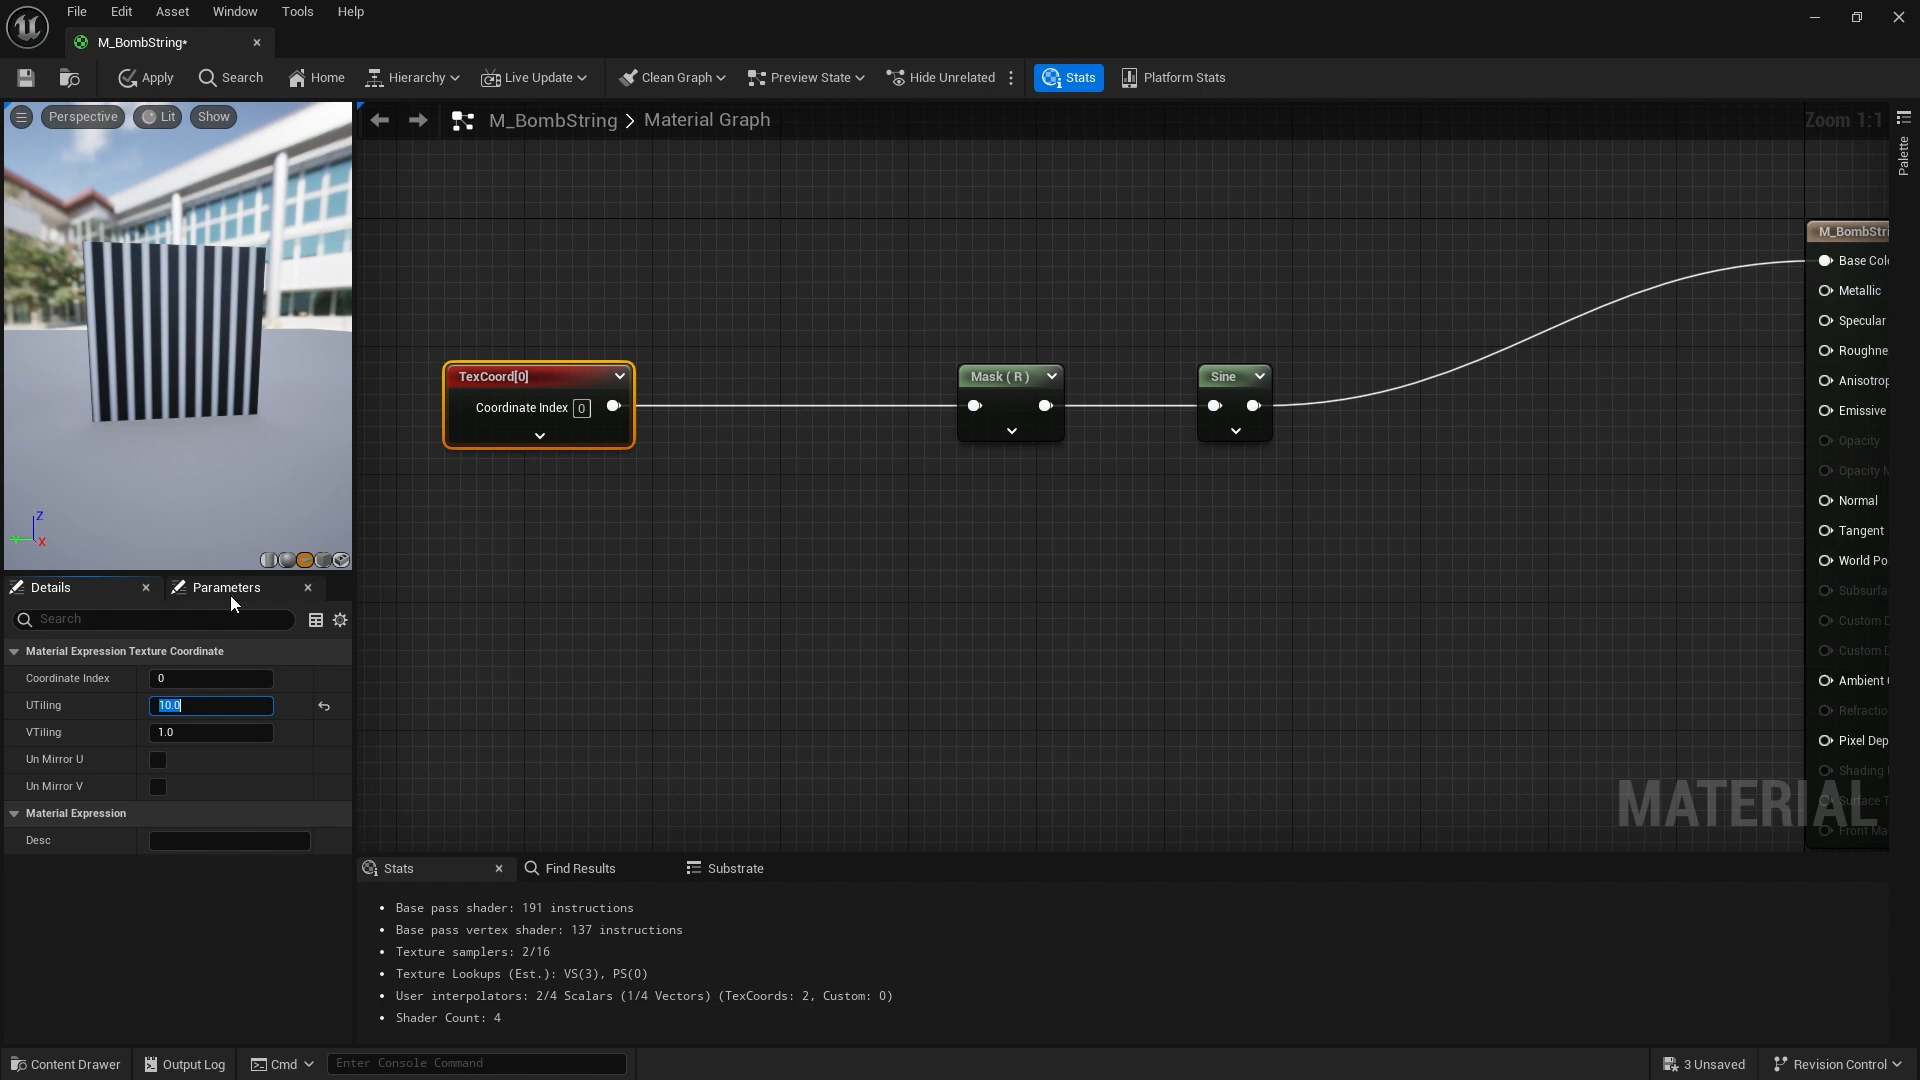 File Edit Asset Window Tools Help
M_BombString*
Apply Search Home Hierarchy Live Update Clean Graph Preview State Hide Unrelated Stats Platform Stats
Perspective Lit Show
M_BombString > Material Graph
Zoom 1:1
Palette
M_BombStri
Base Colo
Metallic
Specular
Roughne
Anisotrop
Emissive
Opacity
Opacity M
Normal
Tangent
World Po
Subsurfa
Custom D
Custom D
Ambient O
Refractio
Pixel Dep
Shading
Surface T
Front Ma
TexCoord[0]
Coordinate Index 0
Mask ( R )
Sine
MATERIAL
Z
X
Details Parameters
Search
Material Expression Texture Coordinate
Coordinate Index 0
UTiling 10.0
VTiling 1.0
Un Mirror U
Un Mirror V
Material Expression
Desc
Stats Find Results Substrate
• Base pass shader: 191 instructions
• Base pass vertex shader: 137 instructions
• Texture samplers: 2/16
• Texture Lookups (Est.): VS(3), PS(0)
• User interpolators: 2/4 Scalars (1/4 Vectors) (TexCoords: 2, Custom: 0)
• Shader Count: 4
Content Drawer Output Log Cmd Enter Console Command 3 Unsaved Revision Control